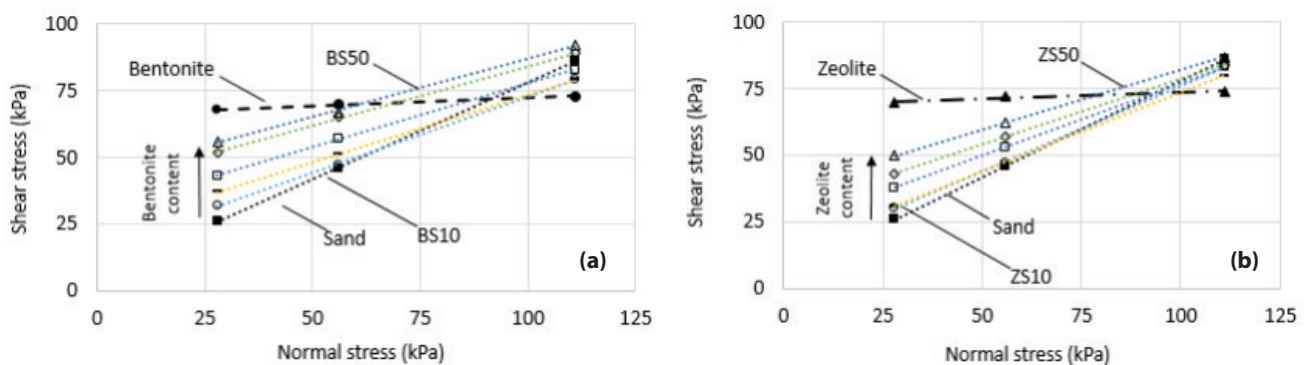 100
75
50
25
0
Shear stress (kPa)
Bentonite
BS50
Bentonite
content
Sand
BS10
(a)
0
25
50
75
100
125
Normal stress (kPa)
100
75
50
25
0
Shear stress (kPa)
Zeolite
ZS50
Zeolite
content
Sand
ZS10
(b)
0
25
50
75
100
125
Normal stress (kPa)